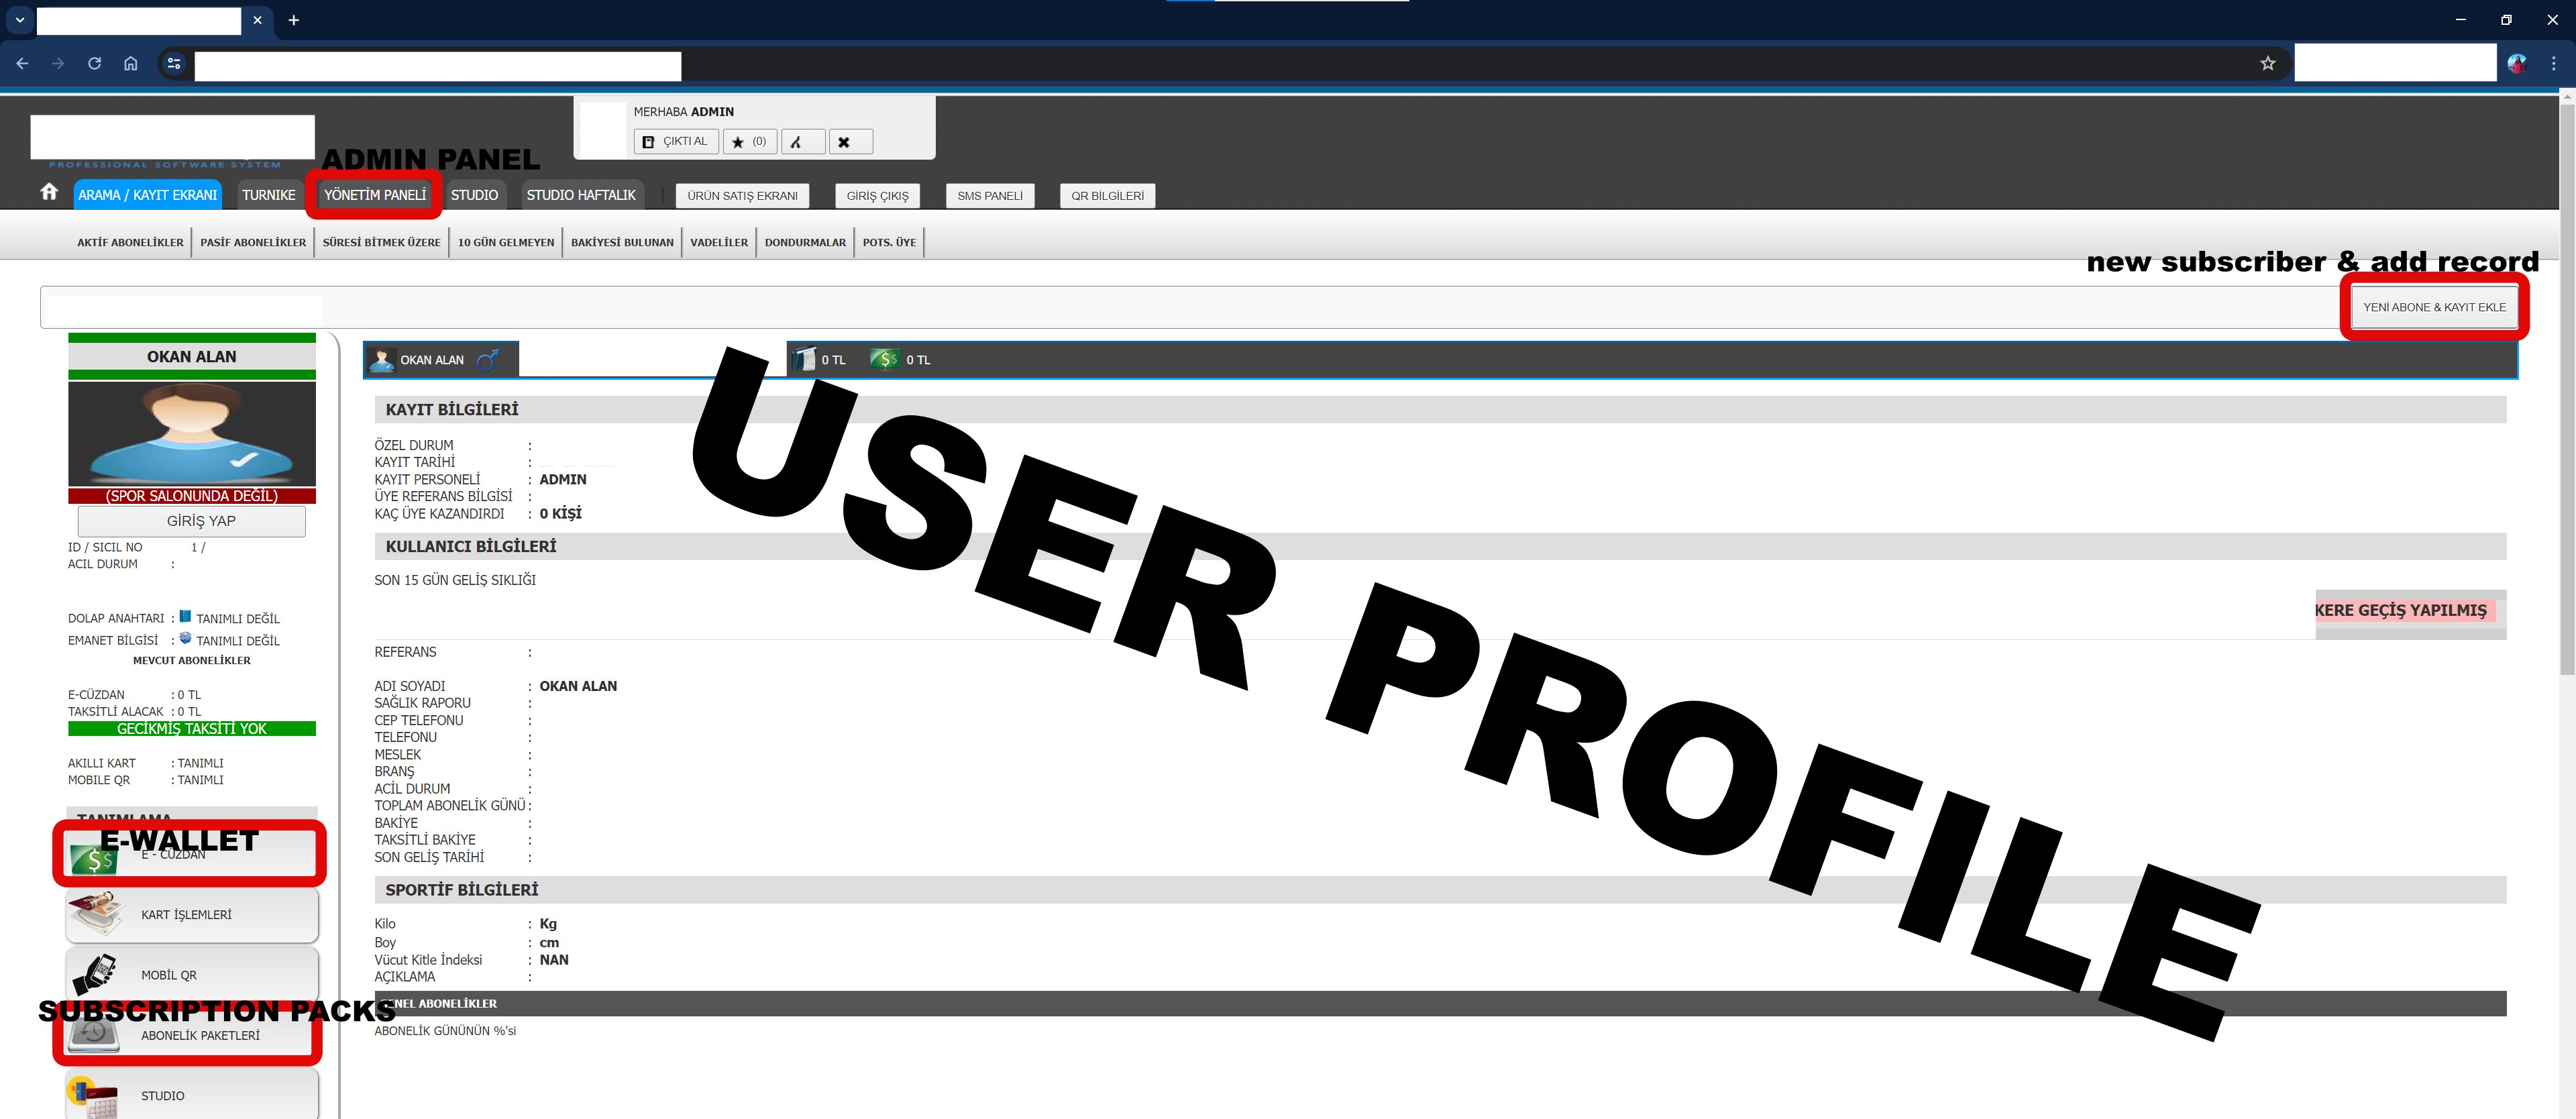 MERHABA ADMIN
ÇIKTI AL
(0)
PROFESSIONAL SOFTWARE SYSTEM
ADMIN PANEL
ARAMA / KAYIT EKRANI
TURNIKE
YÖNETİM PANELİ
STUDIO
STUDIO HAFTALIK
ÜRÜN SATIŞ EKRANI
GİRİŞ ÇIKIŞ
SMS PANELİ
QR BİLGİLERİ
AKTİF ABONELİKLER
PASİF ABONELİKLER
SÜRESİ BİTMEK ÜZERE
10 GÜN GELMEYEN
BAKİYESİ BULUNAN
VADELİLER
DONDURMALAR
POTS. ÜYE
new subscriber & add record
YENİ ABONE & KAYIT EKLE
OKAN ALAN
(SPOR SALONUNDA DEĞİL)
GİRİŞ YAP
ID / SICIL NO 1 /
ACIL DURUM :
DOLAP ANAHTARI : TANIMLI DEĞİL
EMANET BİLGİSİ : TANIMLI DEĞİL
MEVCUT ABONELİKLER
E-CÜZDAN : 0 TL
TAKSİTLİ ALACAK : 0 TL
GECİKMİŞ TAKSİTİ YOK
AKILLI KART : TANIMLI
MOBILE QR : TANIMLI
TANIMLAMA
E-WALLET
E - CÜZDAN
KART İŞLEMLERİ
MOBİL QR
SUBSCRIPTION PACKS
ABONELİK PAKETLERİ
STUDIO
OKAN ALAN
0 TL
0 TL
KAYIT BİLGİLERİ
ÖZEL DURUM :
KAYIT TARİHİ :
KAYIT PERSONELİ : ADMIN
ÜYE REFERANS BİLGİSİ :
KAÇ ÜYE KAZANDIRDI : 0 KİŞİ
KULLANICI BİLGİLERİ
SON 15 GÜN GELİŞ SIKLIĞI
KERE GEÇİŞ YAPILMIŞ
REFERANS :
ADI SOYADI : OKAN ALAN
SAĞLIK RAPORU :
CEP TELEFONU :
TELEFONU :
MESLEK :
BRANŞ :
ACİL DURUM :
TOPLAM ABONELİK GÜNÜ :
BAKİYE :
TAKSİTLİ BAKİYE :
SON GELİŞ TARİHİ :
SPORTİF BİLGİLERİ
Kilo : Kg
Boy : cm
Vücut Kitle İndeksi : NAN
AÇIKLAMA :
ABONELİKLER
ABONELİK GÜNÜNÜN %'si
USER PROFILE